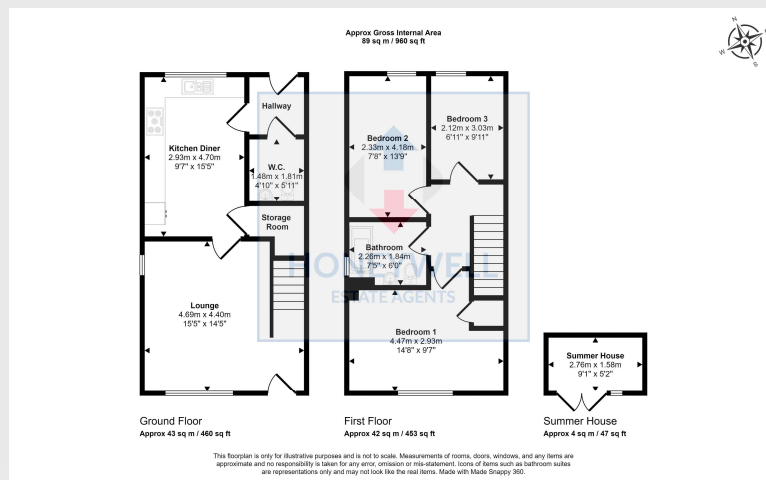 Approx Gross Internal Area
89 sq m / 960 sq ft
N
W
S
Hallway
Kitchen Diner
2.93m x 4.70m
9'7" x 15'5"
W.C.
1.48m x 1.81m
4'10" x 5'11"
Storage
Room
Lounge
4.69m x 4.40m
15'5" x 14'5"
Bedroom 2
2.33m x 4.18m
7'8" x 13'9"
Bedroom 3
2.12m x 3.03m
6'11" x 9'11"
Bathroom
2.26m x 1.84m
7'5" x 6'0"
HONEYWELL
ESTATE AGENTS
Bedroom 1
4.47m x 2.93m
14'8" x 9'7"
Summer House
2.76m x 1.58m
9'1" x 5'2"
Ground Floor
Approx 43 sq m / 460 sq ft
First Floor
Approx 42 sq m / 453 sq ft
Summer House
Approx 4 sq m / 47 sq ft
This floorplan is only for illustrative purposes and is not to scale. Measurements of rooms, doors, windows, and any items are
approximate and no responsibility is taken for any error, omission or mis-statement. Icons of items such as bathroom suites
are representations only and may not look like the real items. Made with Made Snappy 360.